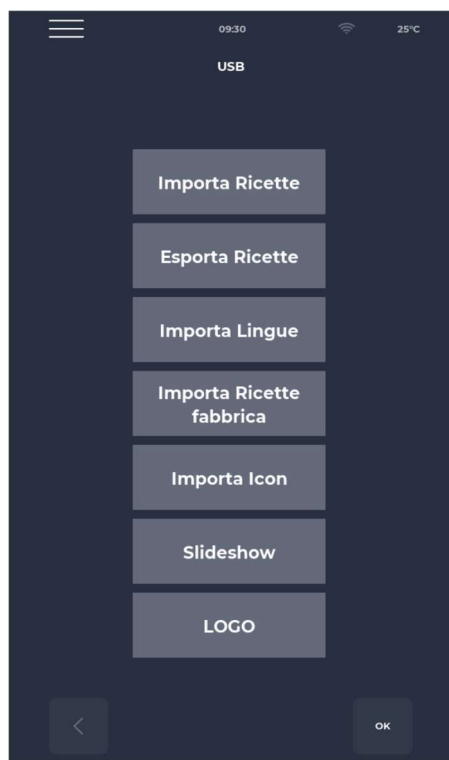 09:30 25°C
USB
Importa Ricette
Esporta Ricette
Importa Lingue
Importa Ricette
fabbrica
Importa Icon
Slideshow
LOGO
OK